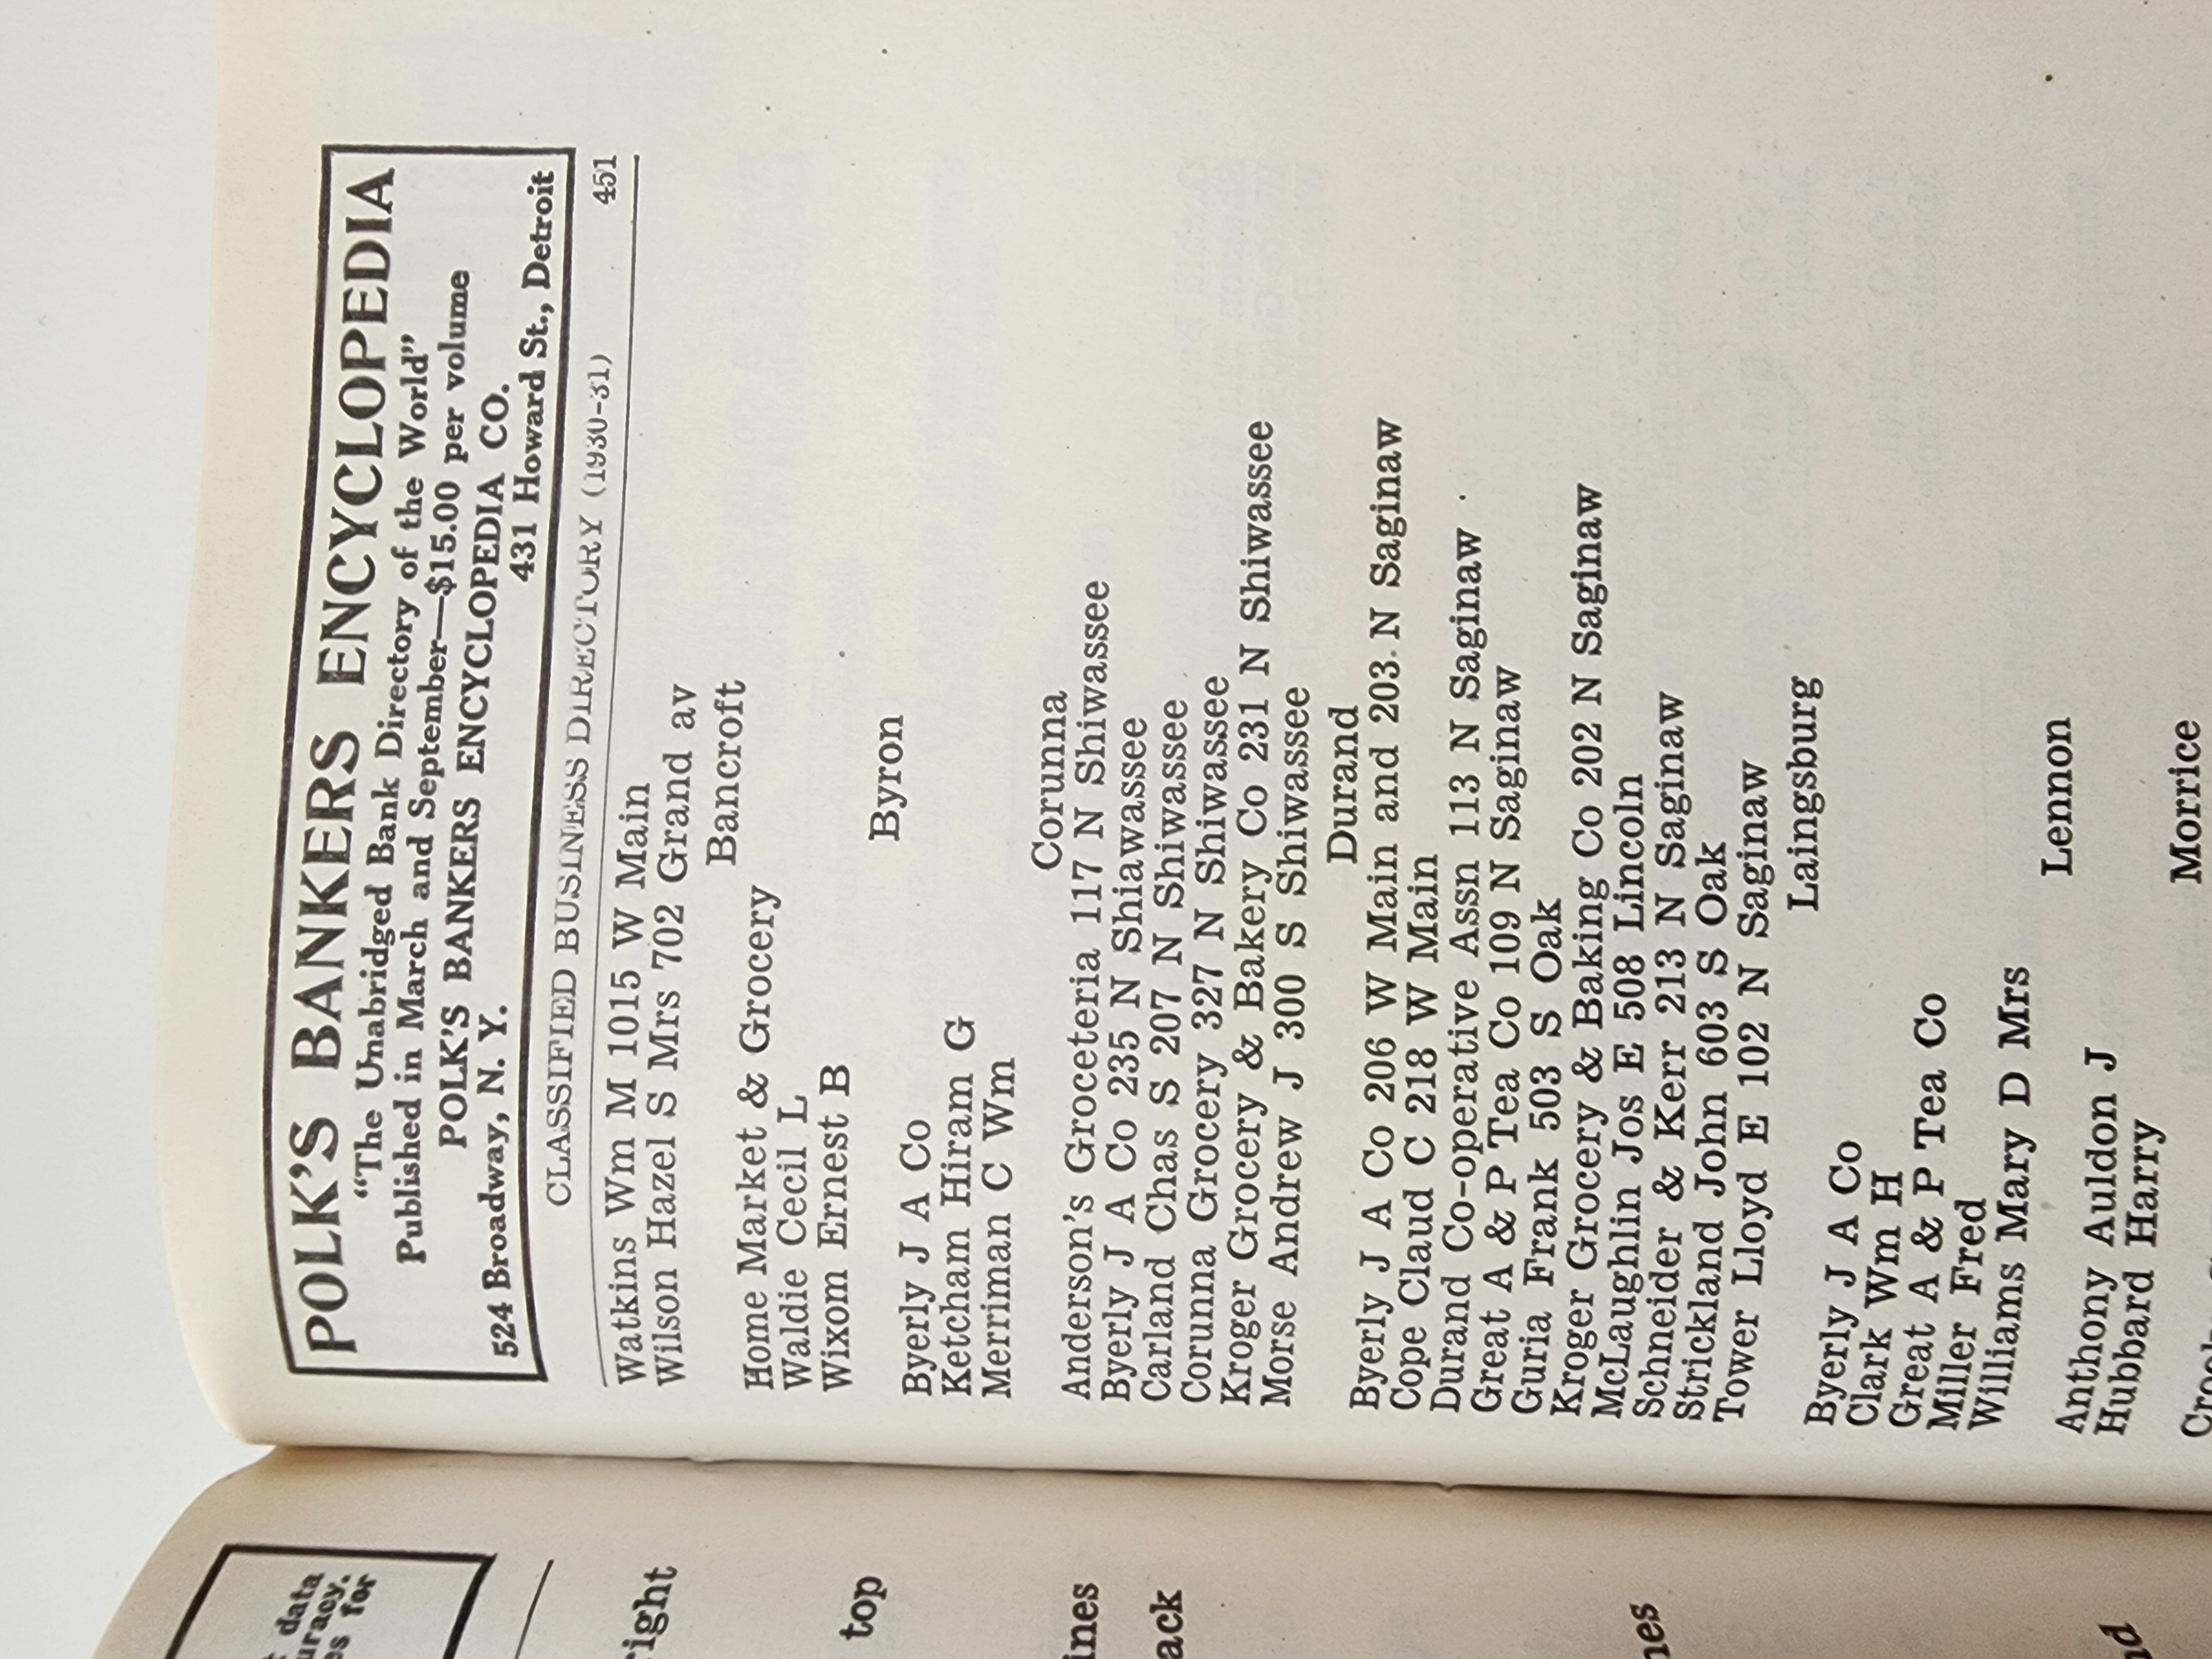 POLK'S BANKERS ENCYCLOPEDIA
"The Unabridged Bank Directory of the World"
Published in March and September—$15.00 per volume
POLK'S BANKERS ENCYCLOPEDIA CO.
524 Broadway, N. Y. 431 Howard St., Detroit
CLASSIFIED BUSINESS DIRECTORY (1930-31) 451
Watkins Wm M 1015 W Main
Wilson Hazel S Mrs 702 Grand av
Bancroft
Home Market & Grocery
Waldie Cecil L
Wixom Ernest B
Byron
Byerly J A Co
Ketcham Hiram G
Merriman C Wm
Corunna
Anderson's Groceteria 117 N Shiwassee
Byerly J A Co 235 N Shiawassee
Carland Chas S 207 N Shiwassee
Corunna Grocery 327 N Shiwassee
Kroger Grocery & Bakery Co 231 N Shiwassee
Morse Andrew J 300 S Shiwassee
Durand
Byerly J A Co 206 W Main and 203 N Saginaw
Cope Claud C 218 W Main
Durand Co-operative Assn 113 N Saginaw
Great A & P Tea Co 109 N Saginaw
Guria Frank 503 S Oak
Kroger Grocery & Baking Co 202 N Saginaw
McLaughlin Jos E 508 Lincoln
Schneider & Kerr 213 N Saginaw
Strickland John 603 S Oak
Tower Lloyd E 102 N Saginaw
Laingsburg
Byerly J A Co
Clark Wm H
Great A & P Tea Co
Miller Fred
Williams Mary D Mrs
Lennon
Anthony Auldon J
Hubbard Harry
Morrice
data
for
top